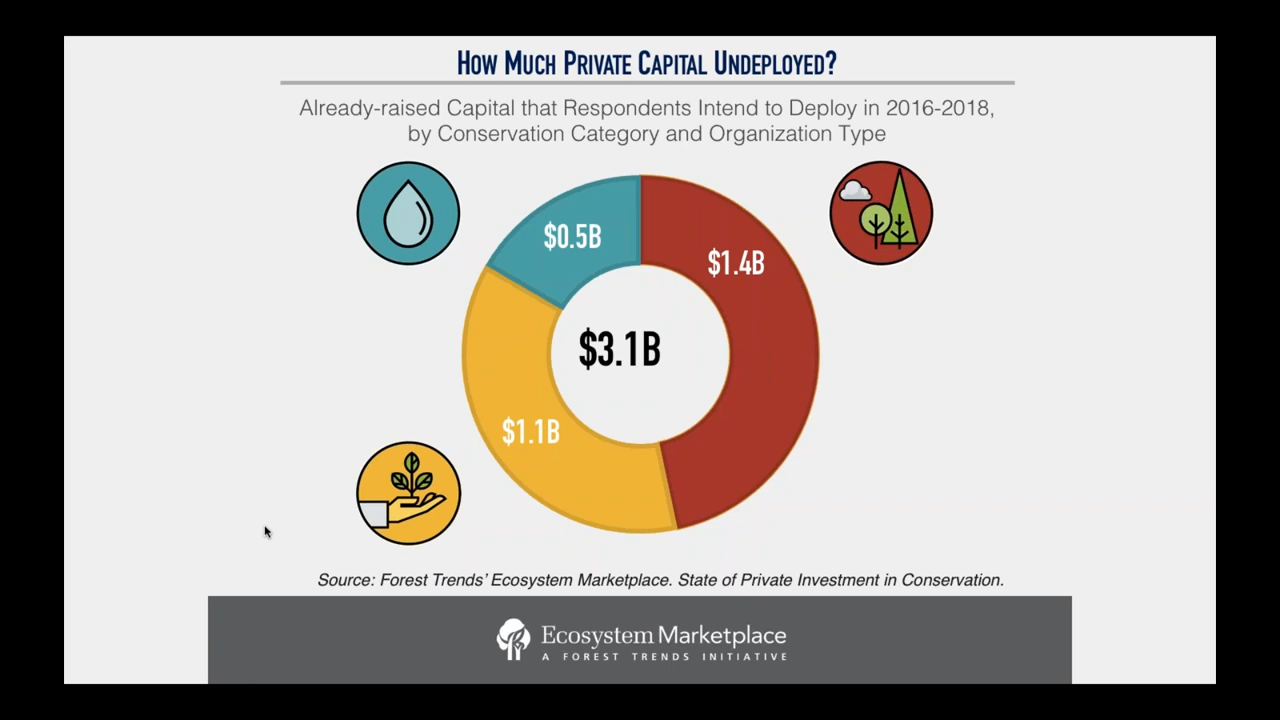 How Much Private Capital Undeployed?
Already-raised Capital that Respondents Intend to Deploy in 2016-2018,
by Conservation Category and Organization Type
$0.5B
$1.4B
$3.1B
$1.1B
Source: Forest Trends’ Ecosystem Marketplace. State of Private Investment in Conservation.
Ecosystem Marketplace
A FOREST TRENDS INITIATIVE